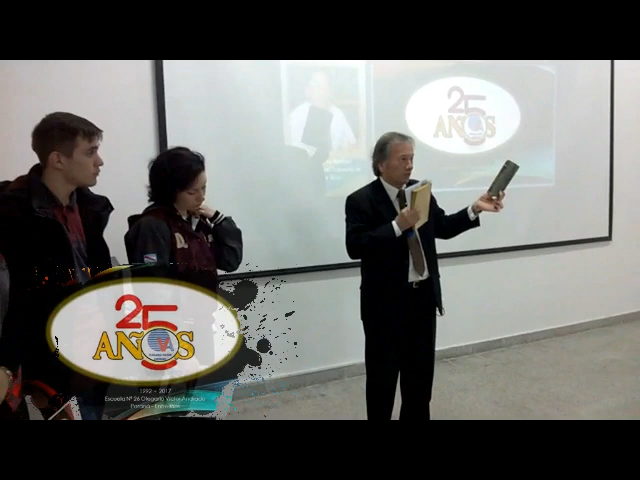 25
AÑOS
25
AÑOS
1992 - 2017
Escuela Nº 26 Olegario Víctor Andrade
Paraná - Entre Ríos